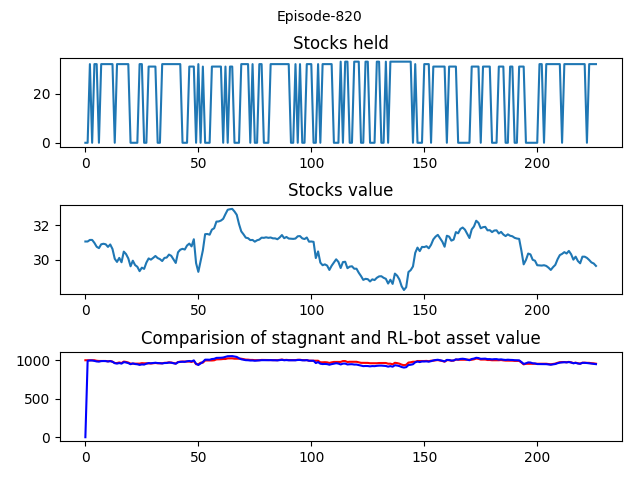 Episode-820
Stocks held
20
0
0 50 100 150 200
Stocks value
32
30
0 50 100 150 200
Comparision of stagnant and RL-bot asset value
1000
500
0
0 50 100 150 200